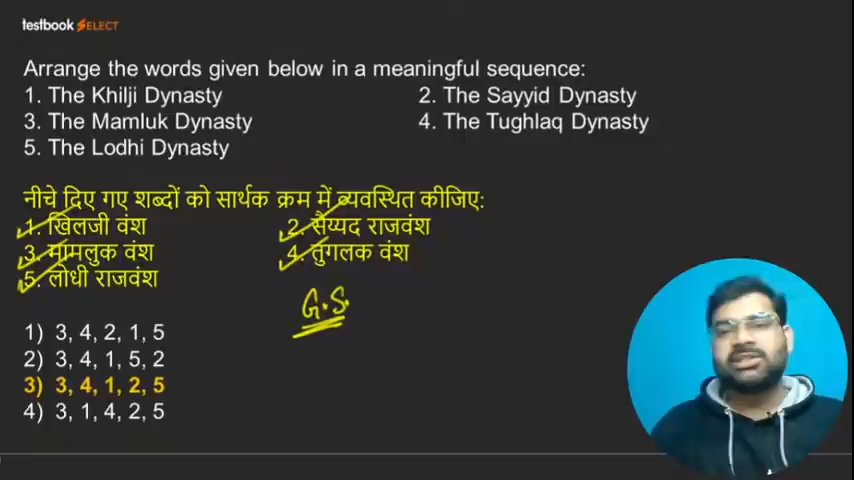 testbook SELECT
Arrange the words given below in a meaningful sequence:
1. The Khilji Dynasty 2. The Sayyid Dynasty
3. The Mamluk Dynasty 4. The Tughlaq Dynasty
5. The Lodhi Dynasty
नीचे दिए गए शब्दों को सार्थक क्रम में व्यवस्थित कीजिए:
1. खिलजी वंश 2. सैय्यद राजवंश
3. मामलुक वंश 4. तुगलक वंश
5. लोधी राजवंश
G.S.
1) 3, 4, 2, 1, 5
2) 3, 4, 1, 5, 2
3) 3, 4, 1, 2, 5
4) 3, 1, 4, 2, 5